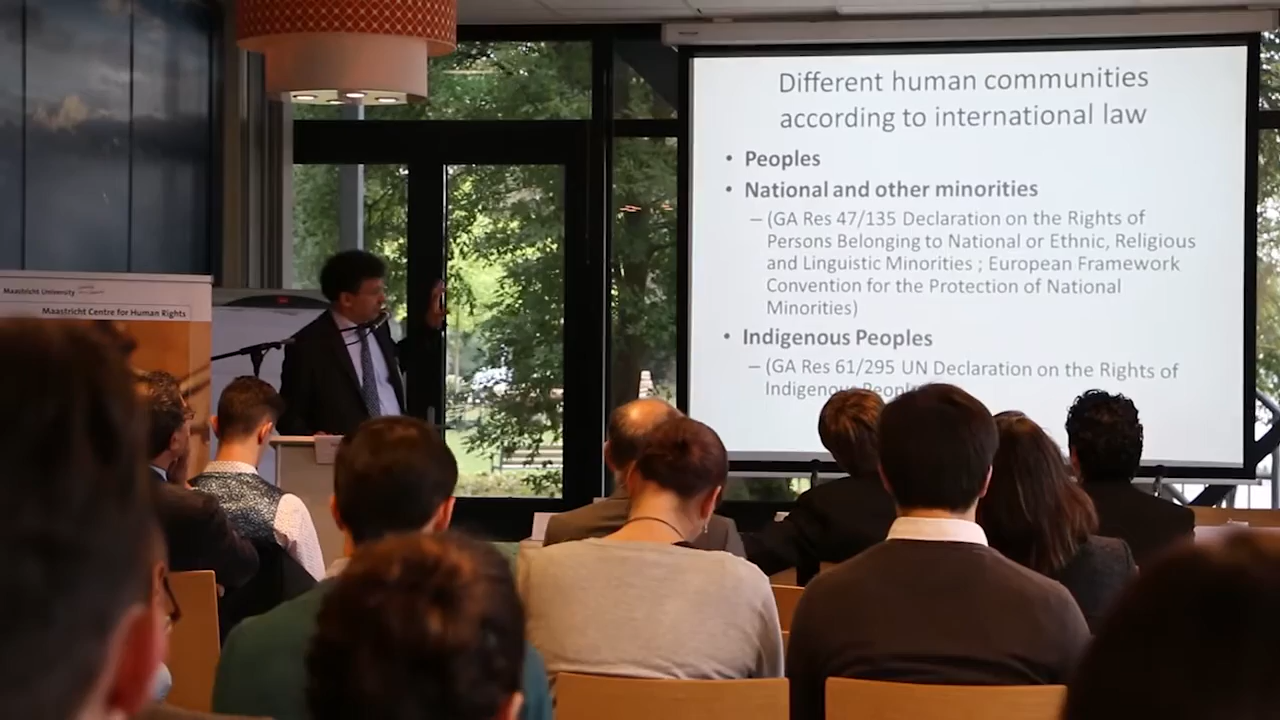 Different human communities
according to international law
• Peoples
• National and other minorities
– (GA Res 47/135 Declaration on the Rights of
Persons Belonging to National or Ethnic, Religious
and Linguistic Minorities ; European Framework
Convention for the Protection of National
Minorities)
• Indigenous Peoples
– (GA Res 61/295 UN Declaration on the Rights of
Indigenous Peoples
Maastricht University
Maastricht Centre for Human Rights